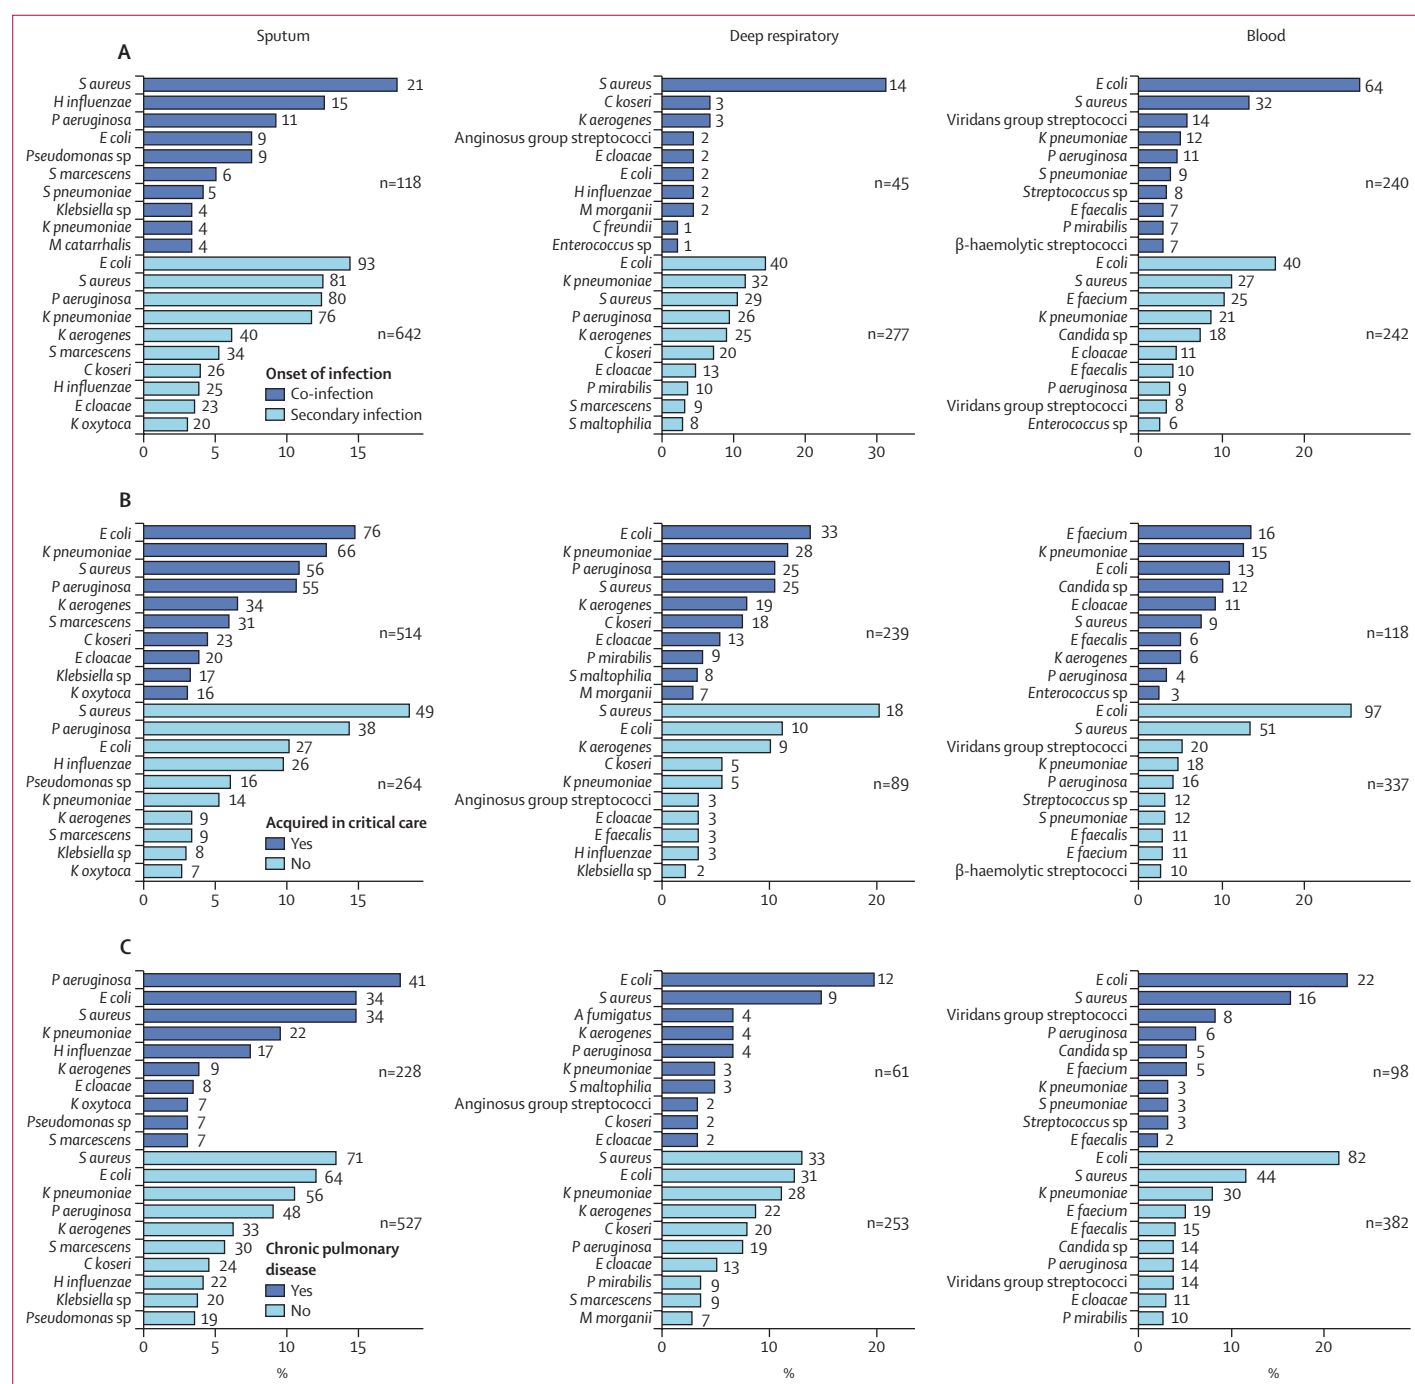 Sputum Deep respiratory Blood
A
S aureus 21
H influenzae 15
P aeruginosa 11
E coli 9
Pseudomonas sp 9
S marcescens 6
S pneumoniae 5
Klebsiella sp 4
K pneumoniae 4
M catarrhalis 4
n=118
E coli 93
S aureus 81
P aeruginosa 80
K pneumoniae 76
K aerogenes 40
S marcescens 34
C koseri 26
H influenzae 25
E cloacae 23
K oxytoca 20
n=642
Onset of infection
Co-infection
Secondary infection
0 5 10 15
S aureus 14
C koseri 3
K aerogenes 3
Anginosus group streptococci 2
E cloacae 2
E coli 2
H influenzae 2
M morganii 2
C freundii 1
Enterococcus sp 1
n=45
E coli 40
K pneumoniae 32
S aureus 29
P aeruginosa 26
K aerogenes 25
C koseri 20
E cloacae 13
P mirabilis 10
S marcescens 9
S maltophilia 8
n=277
0 10 20 30
E coli 64
S aureus 32
Viridans group streptococci 14
K pneumoniae 12
P aeruginosa 11
S pneumoniae 9
Streptococcus sp 8
E faecalis 7
P mirabilis 7
β-haemolytic streptococci 7
n=240
E coli 40
S aureus 27
E faecium 25
K pneumoniae 21
Candida sp 18
E cloacae 11
E faecalis 10
P aeruginosa 9
Viridans group streptococci 8
Enterococcus sp 6
n=242
0 10 20
B
E coli 76
K pneumoniae 66
S aureus 56
P aeruginosa 55
K aerogenes 34
S marcescens 31
C koseri 23
E cloacae 20
Klebsiella sp 17
K oxytoca 16
n=514
S aureus 49
P aeruginosa 38
E coli 27
H influenzae 26
Pseudomonas sp 16
K pneumoniae 14
K aerogenes 9
S marcescens 9
Klebsiella sp 8
K oxytoca 7
n=264
Acquired in critical care
Yes
No
0 5 10 15
E coli 33
K pneumoniae 28
P aeruginosa 25
S aureus 25
K aerogenes 19
C koseri 18
E cloacae 13
P mirabilis 9
S maltophilia 8
M morganii 7
n=239
S aureus 18
E coli 10
K aerogenes 9
C koseri 5
K pneumoniae 5
Anginosus group streptococci 3
E cloacae 3
E faecalis 3
H influenzae 3
Klebsiella sp 2
n=89
0 10 20
E faecium 16
K pneumoniae 15
E coli 13
Candida sp 12
E cloacae 11
S aureus 9
E faecalis 6
K aerogenes 6
P aeruginosa 4
Enterococcus sp 3
n=118
E coli 97
S aureus 51
Viridans group streptococci 20
K pneumoniae 18
P aeruginosa 16
Streptococcus sp 12
S pneumoniae 12
E faecalis 11
E faecium 11
β-haemolytic streptococci 10
n=337
0 10 20
C
P aeruginosa 41
E coli 34
S aureus 34
K pneumoniae 22
H influenzae 17
K aerogenes 9
E cloacae 8
K oxytoca 7
Pseudomonas sp 7
S marcescens 7
n=228
S aureus 71
E coli 64
K pneumoniae 56
P aeruginosa 48
K aerogenes 33
S marcescens 30
C koseri 24
H influenzae 22
Klebsiella sp 20
Pseudomonas sp 19
n=527
Chronic pulmonary
disease
Yes
No
0 5 10 15
%
E coli 12
S aureus 9
A fumigatus 4
K aerogenes 4
P aeruginosa 4
K pneumoniae 3
S maltophilia 3
Anginosus group streptococci 2
C koseri 2
E cloacae 2
n=61
S aureus 33
E coli 31
K pneumoniae 28
K aerogenes 22
C koseri 20
P aeruginosa 19
E cloacae 13
P mirabilis 9
S marcescens 9
M morganii 7
n=253
0 10 20
%
E coli 22
S aureus 16
Viridans group streptococci 8
P aeruginosa 6
Candida sp 5
E faecium 5
K pneumoniae 3
S pneumoniae 3
Streptococcus sp 3
E faecalis 2
n=98
E coli 82
S aureus 44
K pneumoniae 30
E faecium 19
E faecalis 15
Candida sp 14
P aeruginosa 14
Viridans group streptococci 14
E cloacae 11
P mirabilis 10
n=382
0 10 20
%